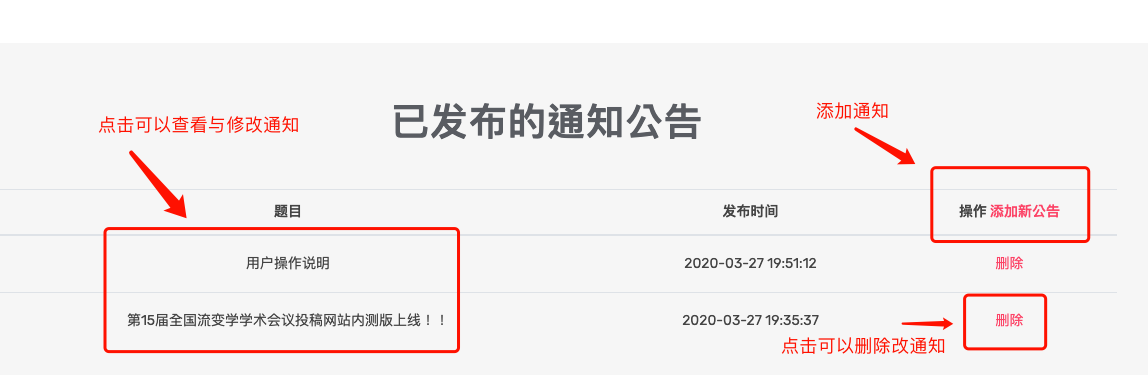 添加通知
点击可以查看与修改通知
已发布的通知公告
题目 发布时间 操作 添加新公告
用户操作说明 2020-03-27 19:51:12 删除
第15届全国流变学学术会议投稿网站内测版上线！！ 2020-03-27 19:35:37 删除
点击可以删除改通知